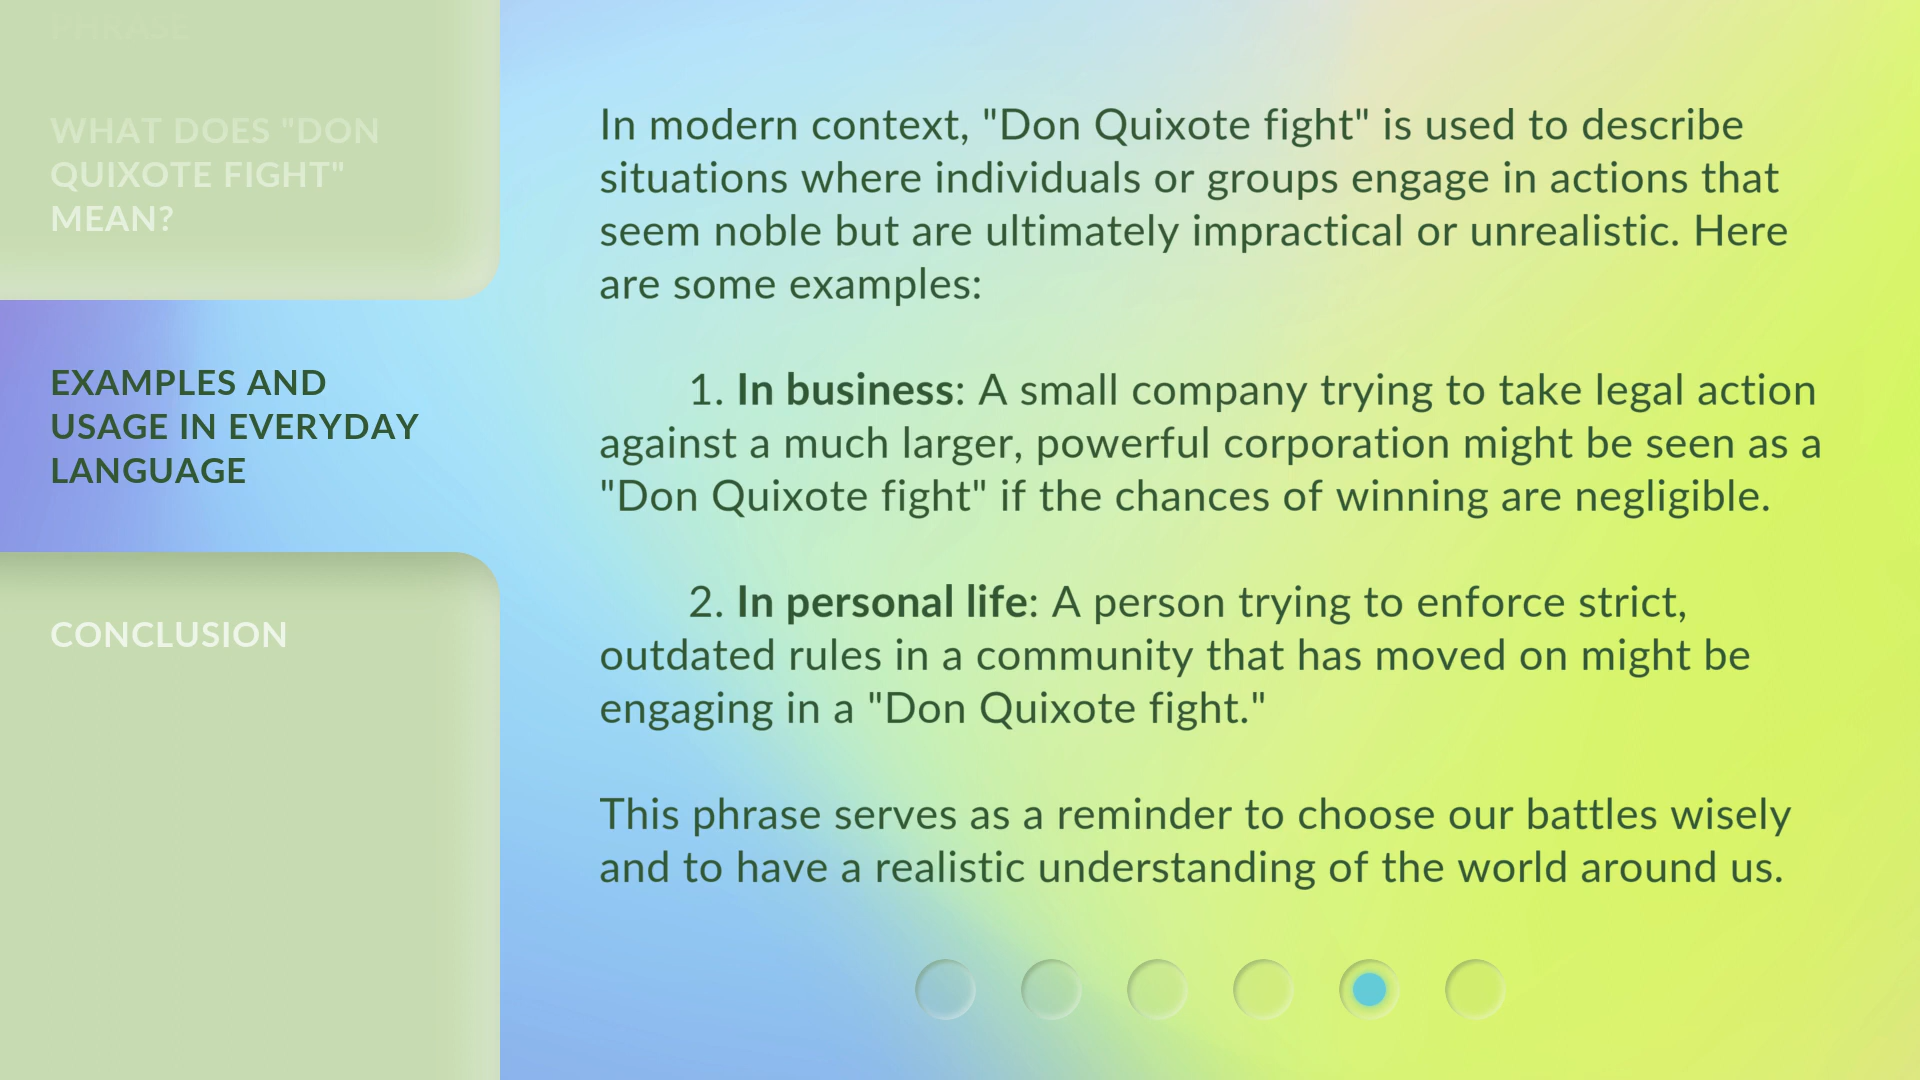 PHRASE
WHAT DOES "DON
QUIXOTE FIGHT"
MEAN?
EXAMPLES AND
USAGE IN EVERYDAY
LANGUAGE
CONCLUSION
In modern context, "Don Quixote fight" is used to describe
situations where individuals or groups engage in actions that
seem noble but are ultimately impractical or unrealistic. Here
are some examples:
1. In business: A small company trying to take legal action
against a much larger, powerful corporation might be seen as a
"Don Quixote fight" if the chances of winning are negligible.
2. In personal life: A person trying to enforce strict,
outdated rules in a community that has moved on might be
engaging in a "Don Quixote fight."
This phrase serves as a reminder to choose our battles wisely
and to have a realistic understanding of the world around us.